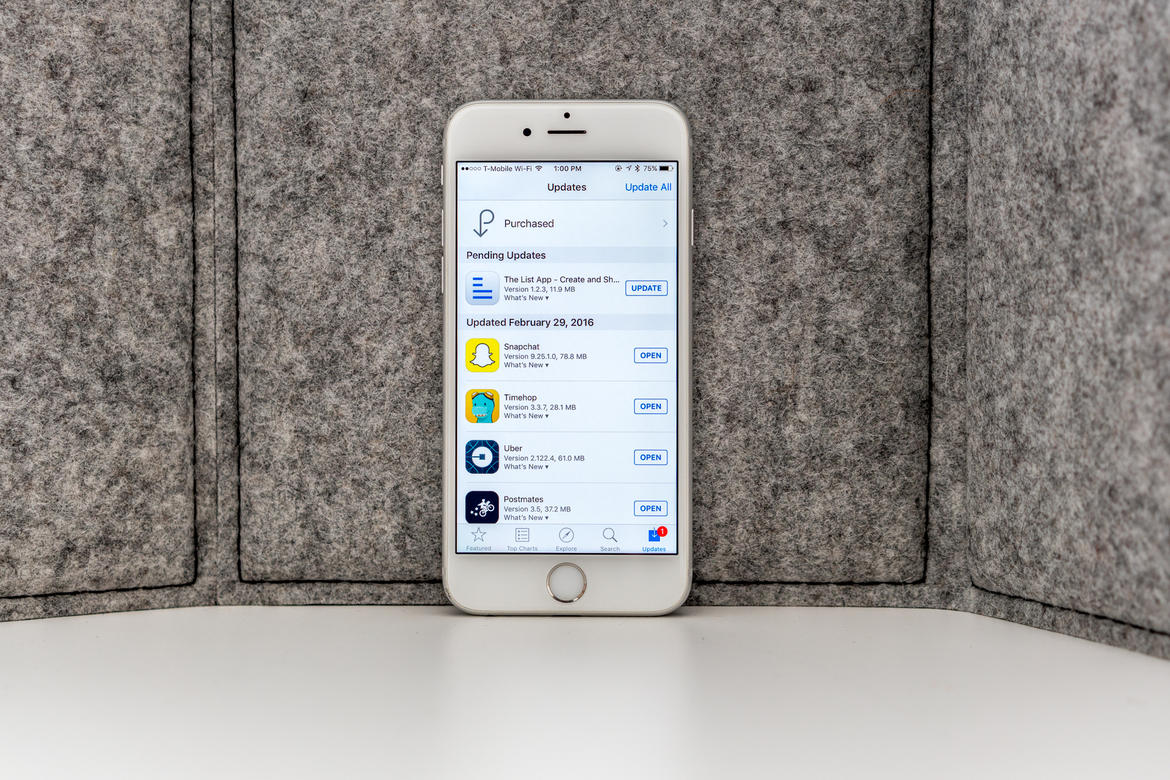 T-Mobile Wi-Fi 1:00 PM 75%
Updates Update All
Purchased
Pending Updates
The List App - Create and Sh...
Version 1.2.3, 11.9 MB
What's New ▾
UPDATE
Updated February 29, 2016
Snapchat
Version 9.25.1.0, 78.8 MB
What's New ▾
OPEN
Timehop
Version 3.3.7, 28.1 MB
What's New ▾
OPEN
Uber
Version 2.122.4, 61.0 MB
What's New ▾
OPEN
Postmates
Version 3.5, 37.2 MB
What's New ▾
OPEN
1
Featured Top Charts Explore Search Updates